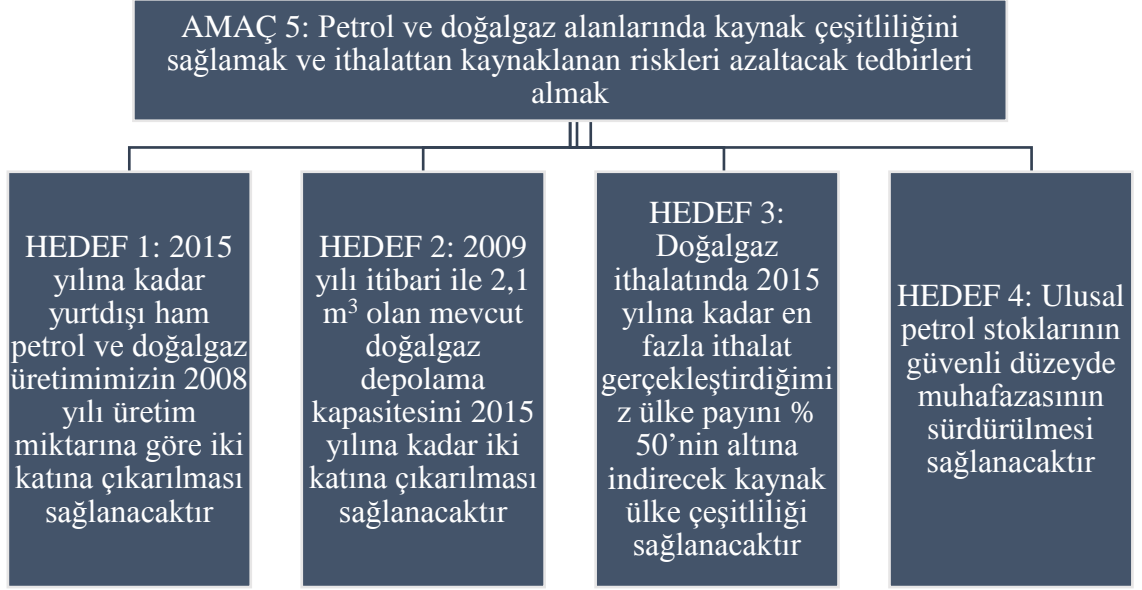 AMAÇ 5: Petrol ve doğalgaz alanlarında kaynak çeşitliliğini
sağlamak ve ithalattan kaynaklanan riskleri azaltacak tedbirleri
almak
HEDEF 1: 2015
yılına kadar
yurtdışı ham
petrol ve doğalgaz
üretimimizin 2008
yılı üretim
miktarına göre iki
katına çıkarılması
sağlanacaktır
HEDEF 2: 2009
yılı itibari ile 2,1
m³ olan mevcut
doğalgaz
depolama
kapasitesini 2015
yılına kadar iki
katına çıkarılması
sağlanacaktır
HEDEF 3:
Doğalgaz
ithalatında 2015
yılına kadar en
fazla ithalat
gerçekleştirdiğimi
z ülke payını %
50’nin altına
indirecek kaynak
ülke çeşitliliği
sağlanacaktır
HEDEF 4: Ulusal
petrol stoklarının
güvenli düzeyde
muhafazasının
sürdürülmesi
sağlanacaktır